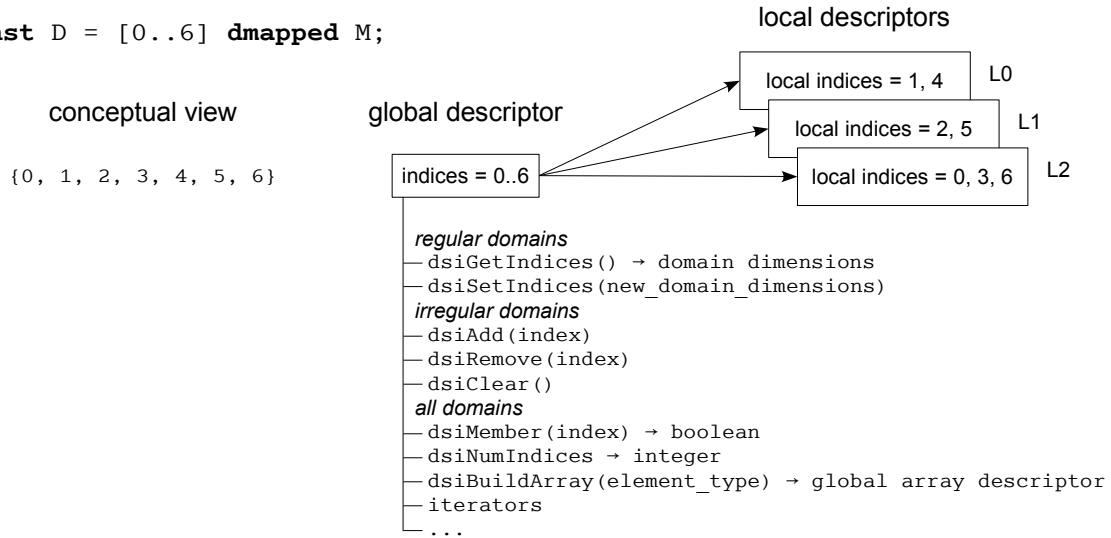 local descriptors
st D = [0..6] dmapped M;
local indices = 1, 4 L0
conceptual view global descriptor
local indices = 2, 5 L1
{0, 1, 2, 3, 4, 5, 6} indices = 0..6 local indices = 0, 3, 6 L2
regular domains
dsiGetIndices() → domain dimensions
dsiSetIndices(new_domain_dimensions)
irregular domains
dsiAdd(index)
dsiRemove(index)
dsiClear()
all domains
dsiMember(index) → boolean
dsiNumIndices → integer
dsiBuildArray(element_type) → global array descriptor
iterators
...